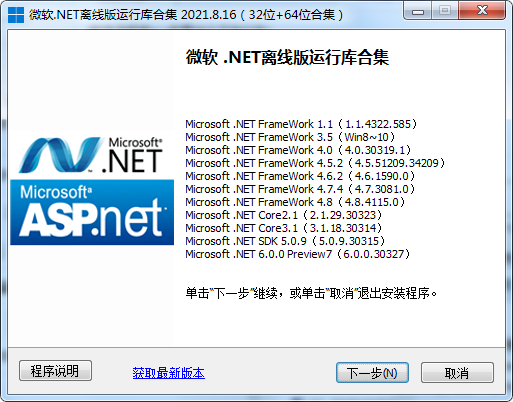 微软.NET离线版运行库合集 2021.8.16（32位+64位合集）
微软 .NET离线版运行库合集
Microsoft .NET FrameWork 1.1（1.1.4322.585）
Microsoft .NET FrameWork 3.5（Win8~10）
Microsoft .NET FrameWork 4.0（4.0.30319.1）
Microsoft .NET FrameWork 4.5.2（4.5.51209.34209）
Microsoft .NET FrameWork 4.6.2（4.6.1590.0）
Microsoft .NET FrameWork 4.7.4（4.7.3081.0）
Microsoft .NET FrameWork 4.8（4.8.4115.0）
Microsoft .NET Core2.1（2.1.29.30323）
Microsoft .NET Core3.1（3.1.18.30314）
Microsoft .NET SDK 5.0.9（5.0.9.30315）
Microsoft .NET 6.0.0 Preview7（6.0.0.30327）
Microsoft®
.NET
Microsoft®
ASP.net
单击"下一步"继续，或单击"取消"退出安装程序。
程序说明
获取最新版本
下一步(N)
取消